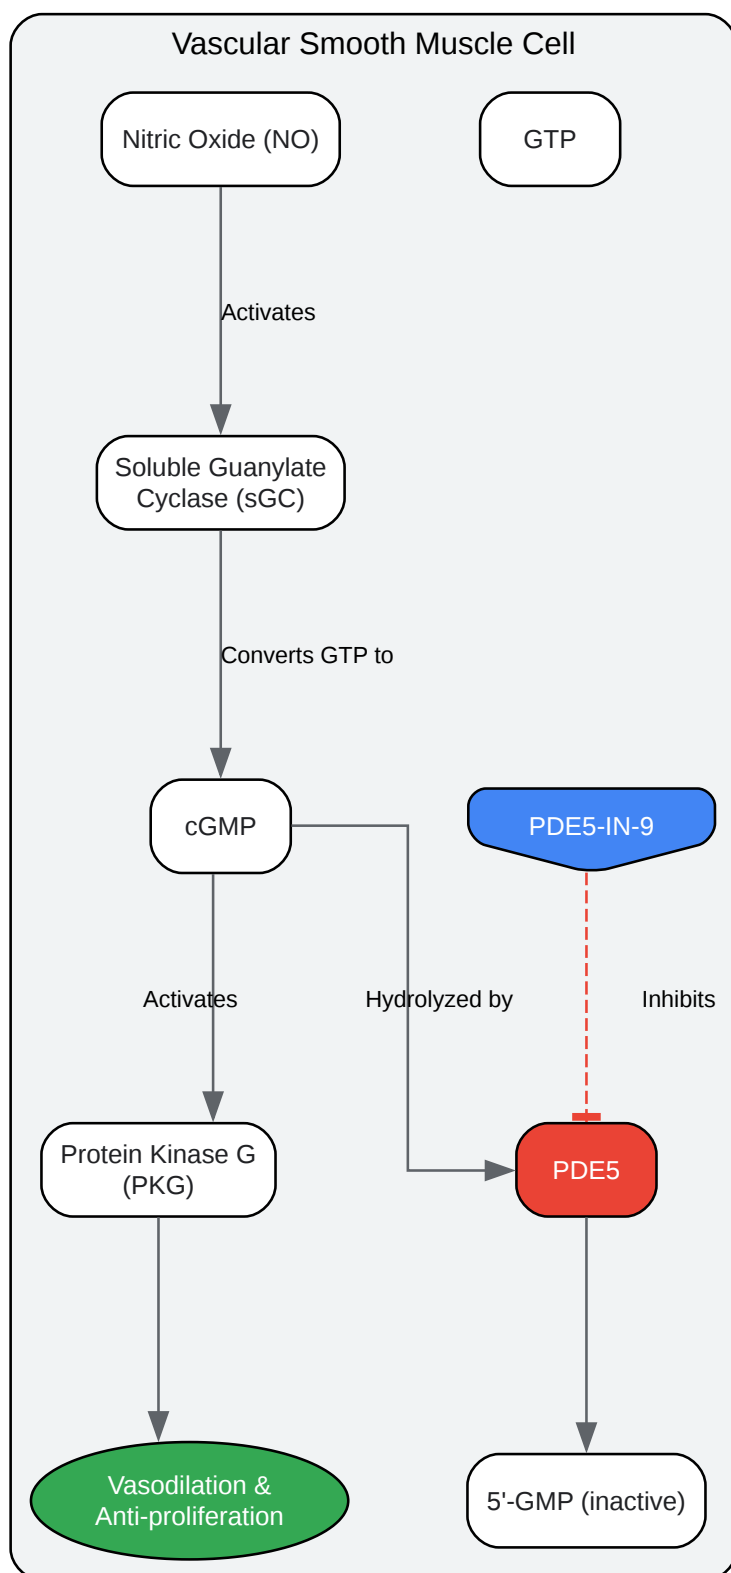 Vascular Smooth Muscle Cell
Nitric Oxide (NO)
GTP
Activates
Soluble Guanylate
Cyclase (sGC)
Converts GTP to
cGMP
PDE5-IN-9
Activates
Hydrolyzed by
Inhibits
Protein Kinase G
(PKG)
PDE5
Vasodilation &
Anti-proliferation
5'-GMP (inactive)